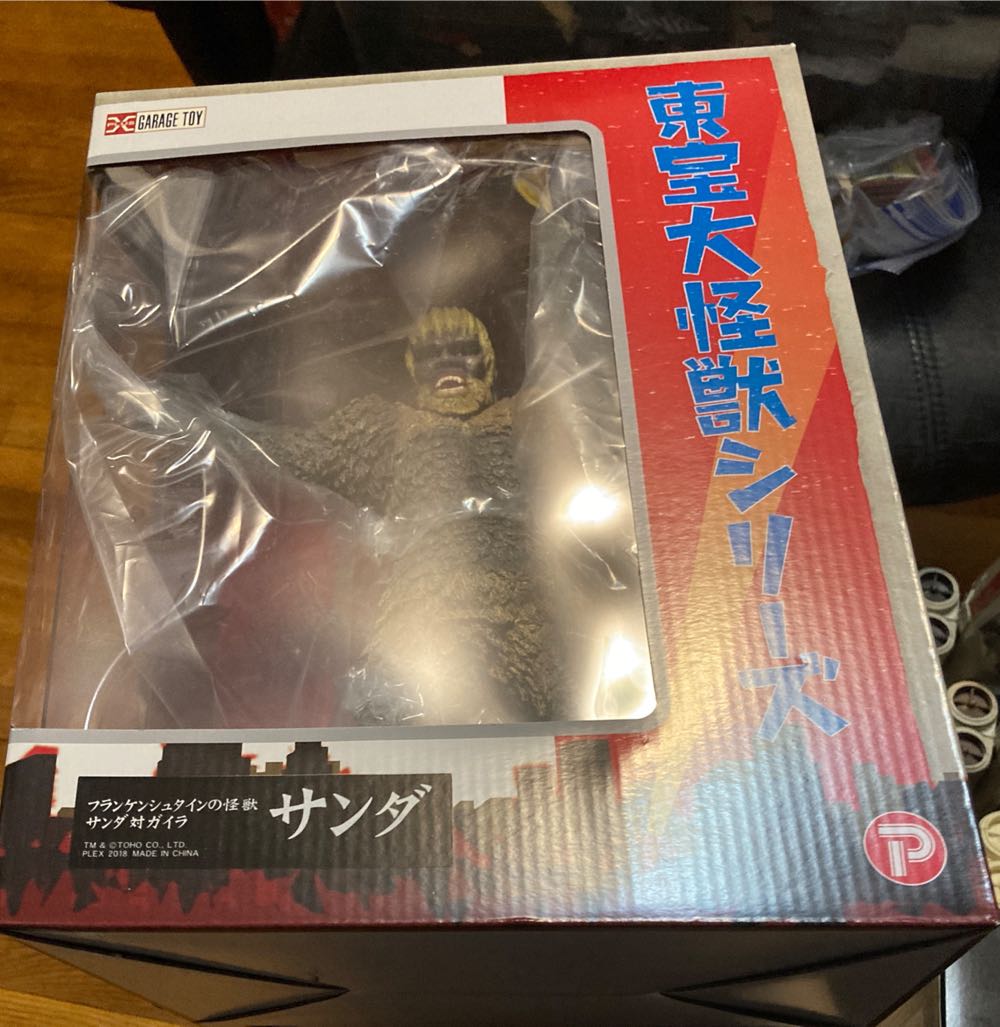 GARAGE TOY
東宝大怪獣シリーズ
フランケンシュタインの怪獣
サンダ対ガイラ
サンダ
TM & ©TOHO CO., LTD.
PLEX 2018 MADE IN CHINA
P